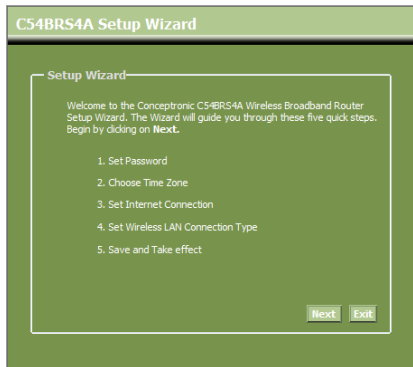 C54BRS4A Setup Wizard
Setup Wizard
Welcome to the Conceptronic C54BRS4A Wireless Broadband Router
Setup Wizard. The Wizard will guide you through these five quick steps.
Begin by clicking on Next.
1. Set Password
2. Choose Time Zone
3. Set Internet Connection
4. Set Wireless LAN Connection Type
5. Save and Take effect
Next Exit